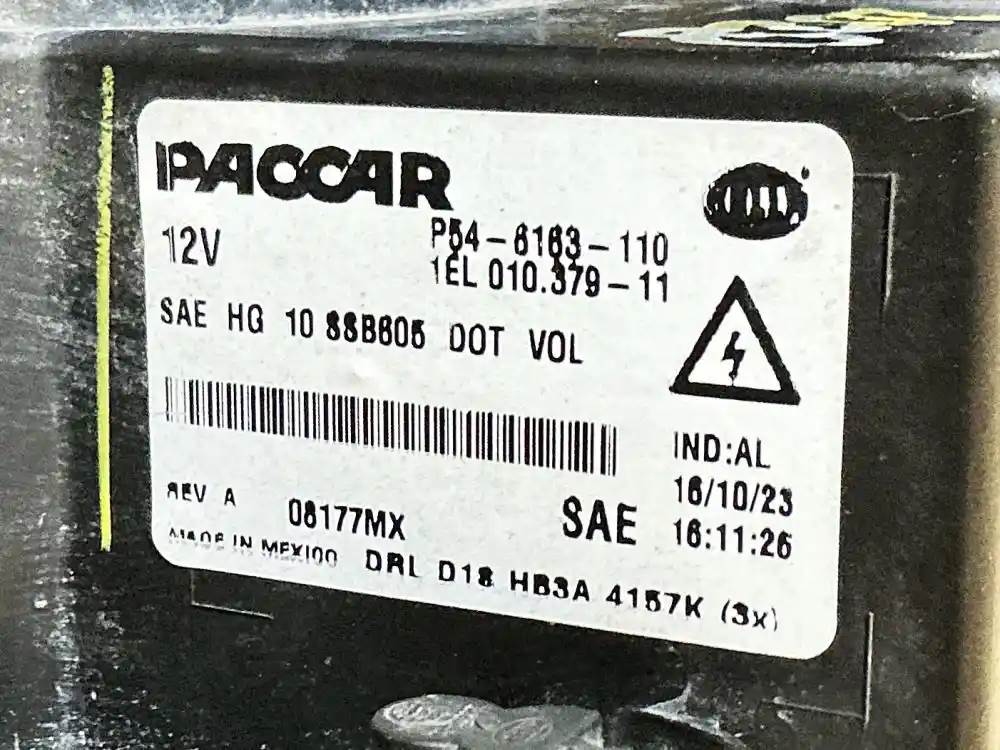 PACCAR
12V
P54-6163-110
1EL 010.379-11
SAE HG 10 SSB605 DOT VOL
IND:AL
16/10/23
16:11:26
REV A
08177MX
SAE
MADE IN MEXICO
DRL D18 HB3A 4157K (3x)